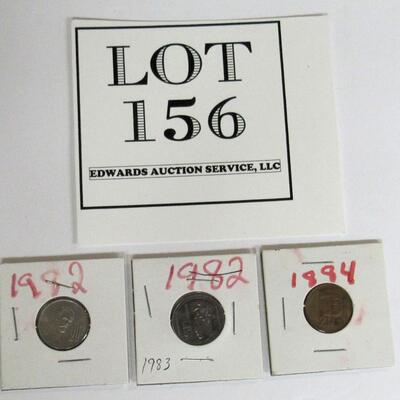 LOT
156
EDWARDS AUCTION SERVICE, LLC
1982
1982
1983
1894